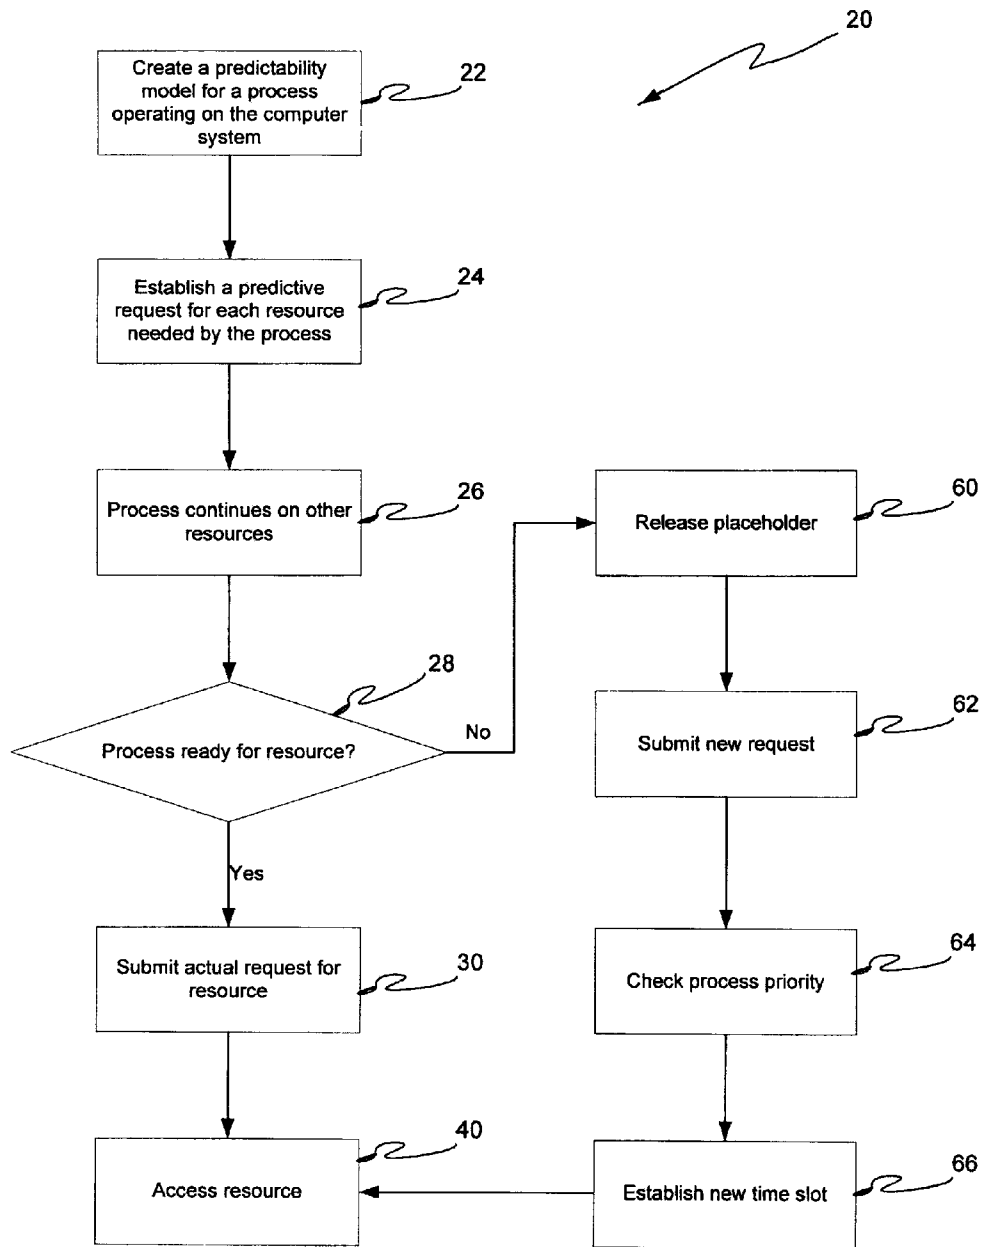 20
Create a predictability
model for a process
operating on the computer
system
22
Establish a predictive
request for each resource
needed by the process
24
Process continues on other
resources
26
Process ready for resource?
28
No
Yes
Submit actual request for
resource
30
Access resource
40
Release placeholder
60
Submit new request
62
Check process priority
64
Establish new time slot
66